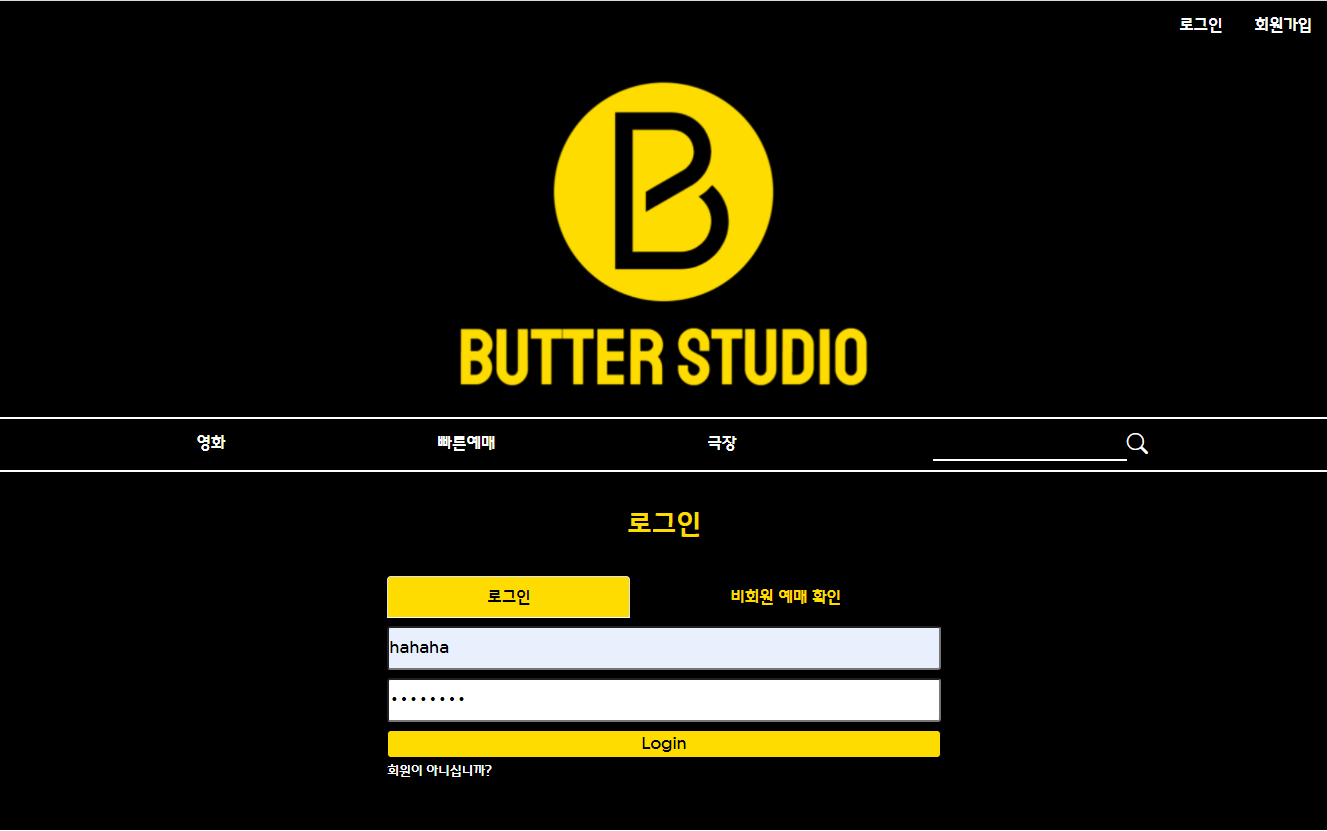 로그인 회원가입
B
BUTTER STUDIO
영화 빠른예매 극장
로그인
로그인 비회원 예매 확인
hahaha
••••••••
Login
회원이 아니십니까?